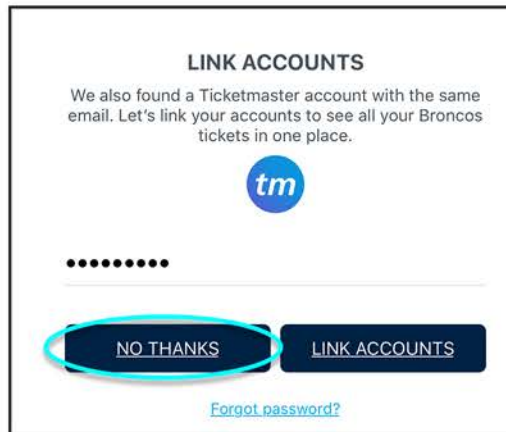 LINK ACCOUNTS
We also found a Ticketmaster account with the same
email. Let's link your accounts to see all your Broncos
tickets in one place.
tm
•••••••••
NO THANKS
LINK ACCOUNTS
Forgot password?